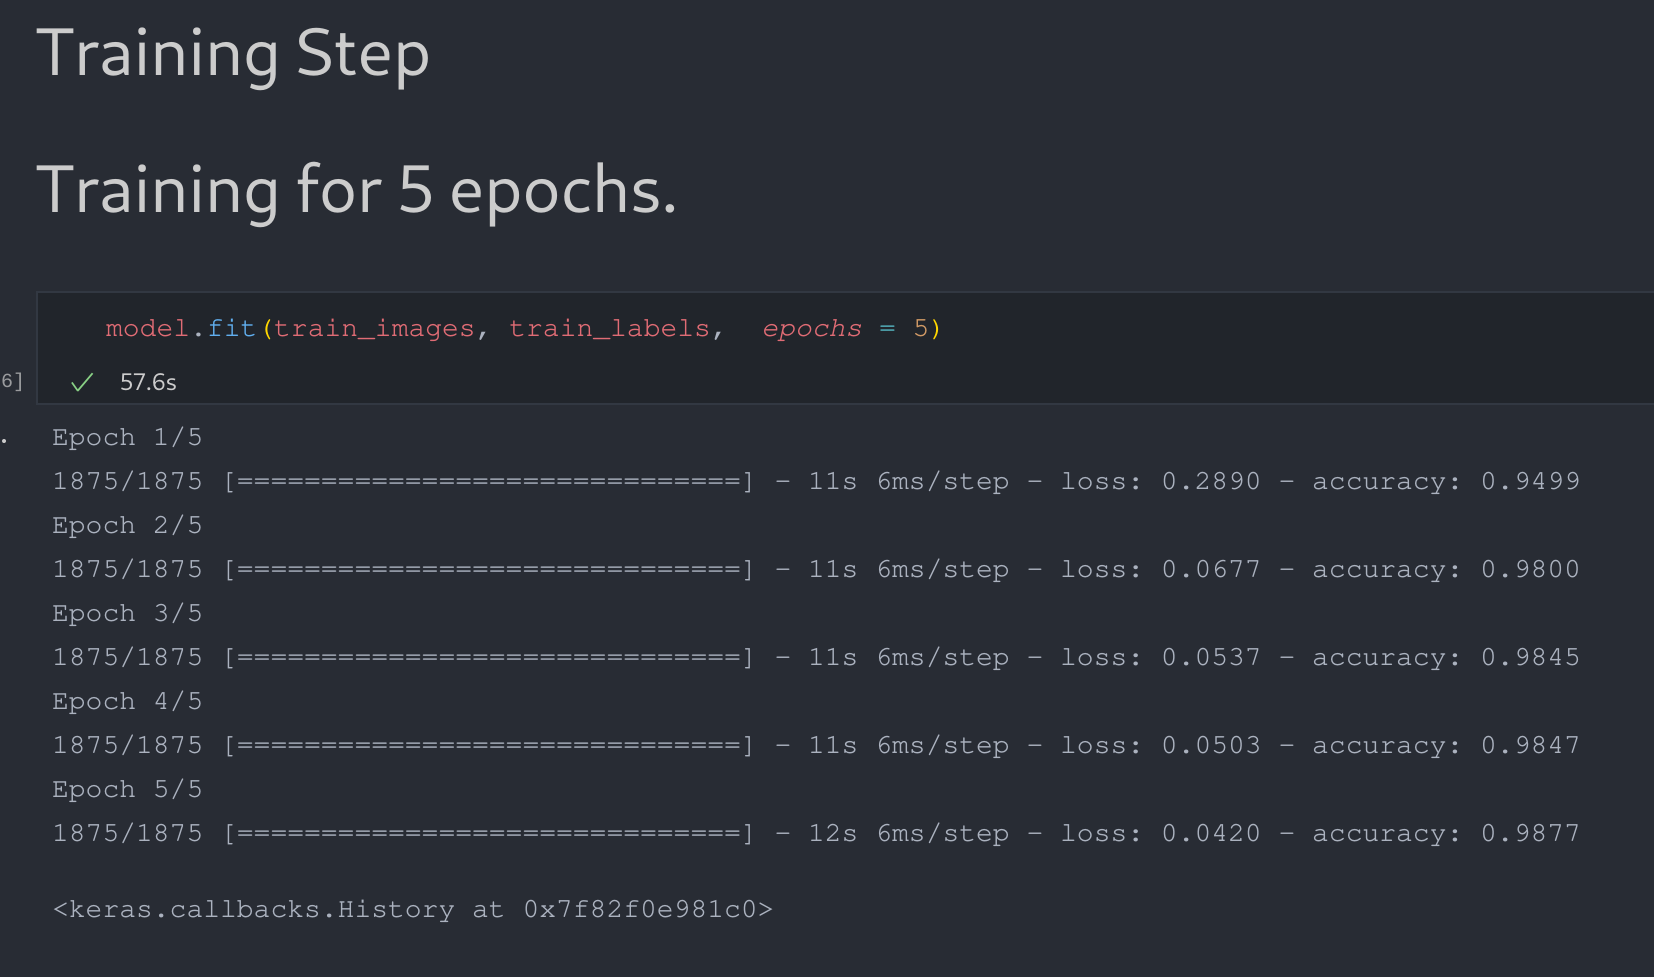 Training Step
Training for 5 epochs.
model.fit(train_images, train_labels,  epochs = 5)
6] ✓ 57.6s
.
Epoch 1/5
1875/1875 [==============================] - 11s 6ms/step - loss: 0.2890 - accuracy: 0.9499
Epoch 2/5
1875/1875 [==============================] - 11s 6ms/step - loss: 0.0677 - accuracy: 0.9800
Epoch 3/5
1875/1875 [==============================] - 11s 6ms/step - loss: 0.0537 - accuracy: 0.9845
Epoch 4/5
1875/1875 [==============================] - 11s 6ms/step - loss: 0.0503 - accuracy: 0.9847
Epoch 5/5
1875/1875 [==============================] - 12s 6ms/step - loss: 0.0420 - accuracy: 0.9877
<keras.callbacks.History at 0x7f82f0e981c0>